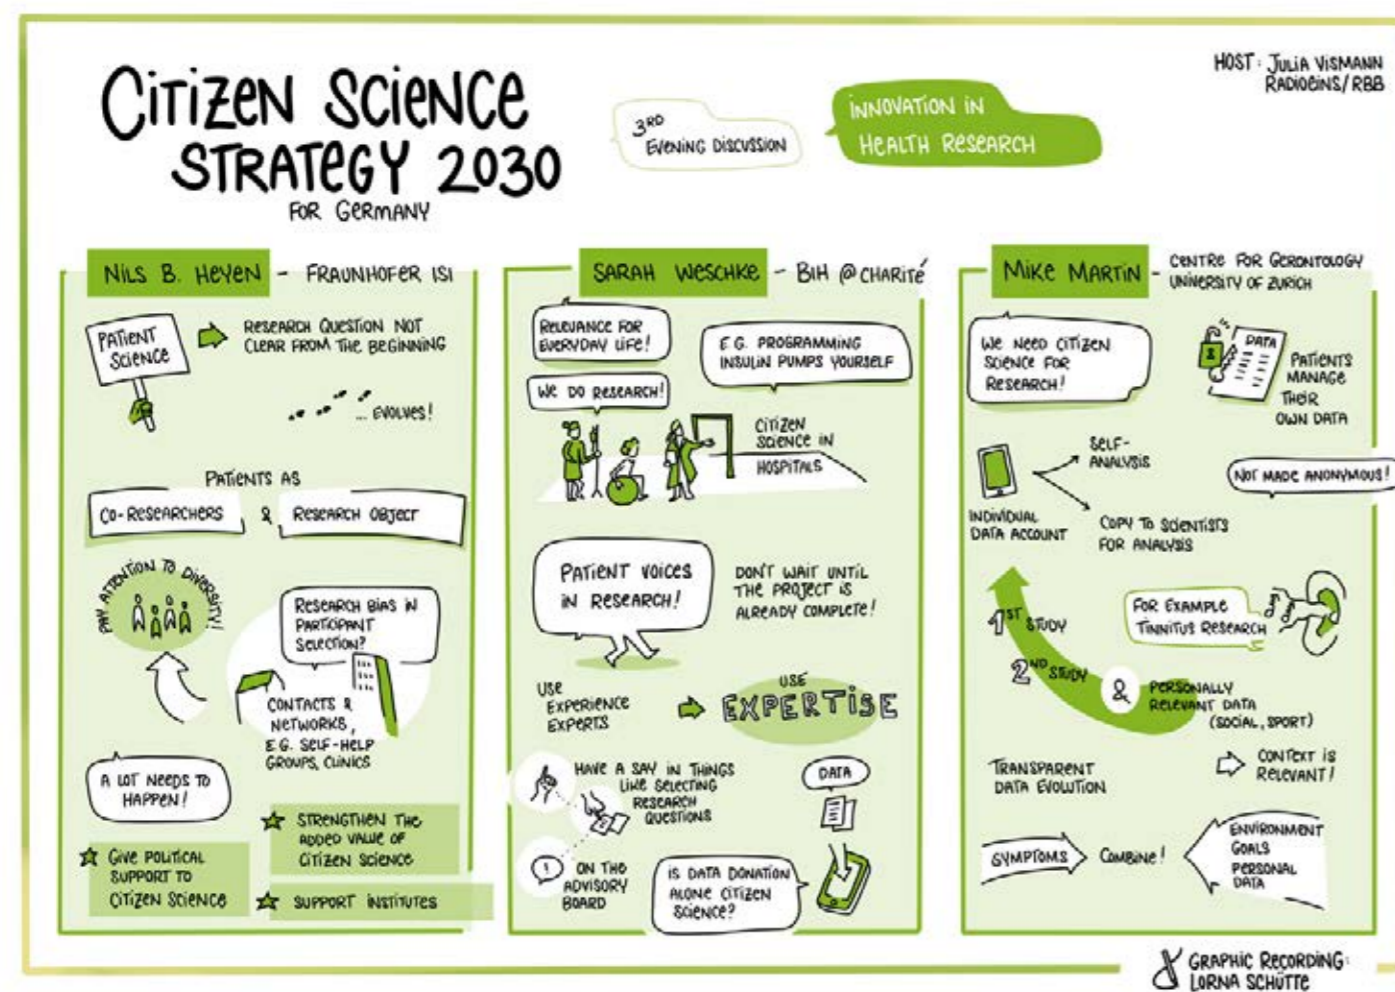 CITIZEN SCIENCE
STRATEGY 2030
FOR GERMANY
3RD
EVENING DISCUSSION
INNOVATION IN
HEALTH RESEARCH
HOST: JULIA VISMANN
RADIOEINS/RBB
NILS B. HEYEN - FRAUNHOFER ISI
PATIENT
SCIENCE
RESEARCH QUESTION NOT
CLEAR FROM THE BEGINNING
... EVOLVES!
PATIENTS AS
CO-RESEARCHERS & RESEARCH OBJECT
PAY ATTENTION TO DIVERSITY!
RESEARCH BIAS IN
PARTICIPANT
SELECTION?
CONTACTS &
NETWORKS,
E.G. SELF-HELP
GROUPS, CLINICS
A LOT NEEDS TO
HAPPEN!
STRENGTHEN THE
ADDED VALUE OF
CITIZEN SCIENCE
GIVE POLITICAL
SUPPORT TO
CITIZEN SCIENCE
SUPPORT INSTITUTES
SARAH WESCHKE - BIH @ CHARITÉ
RELEVANCE FOR
EVERYDAY LIFE!
E.G. PROGRAMMING
INSULIN PUMPS YOURSELF
WE DO RESEARCH!
CITIZEN
SCIENCE IN
HOSPITALS
PATIENT VOICES
IN RESEARCH!
DON'T WAIT UNTIL
THE PROJECT IS
ALREADY COMPLETE!
USE
EXPERIENCE
EXPERTS
USE
EXPERTISE
HAVE A SAY IN THINGS
LIKE SELECTING
RESEARCH
QUESTIONS
ON THE
ADVISORY
BOARD
DATA
IS DATA DONATION
ALONE CITIZEN
SCIENCE?
MIKE MARTIN - CENTRE FOR GERONTOLOGY
UNIVERSITY OF ZURICH
WE NEED CITIZEN
SCIENCE FOR
RESEARCH!
DATA
PATIENTS
MANAGE
THEIR
OWN DATA
SELF-
ANALYSIS
NOT MADE ANONYMOUS!
INDIVIDUAL
DATA ACCOUNT
COPY TO SCIENTISTS
FOR ANALYSIS
1ST STUDY
FOR EXAMPLE
TINNITUS RESEARCH
2ND STUDY
& PERSONALLY
RELEVANT DATA
(SOCIAL, SPORT)
TRANSPARENT
DATA EVOLUTION
CONTEXT IS
RELEVANT!
SYMPTOMS
COMBINE!
ENVIRONMENT
GOALS
PERSONAL
DATA
GRAPHIC RECORDING:
LORNA SCHÜTTE